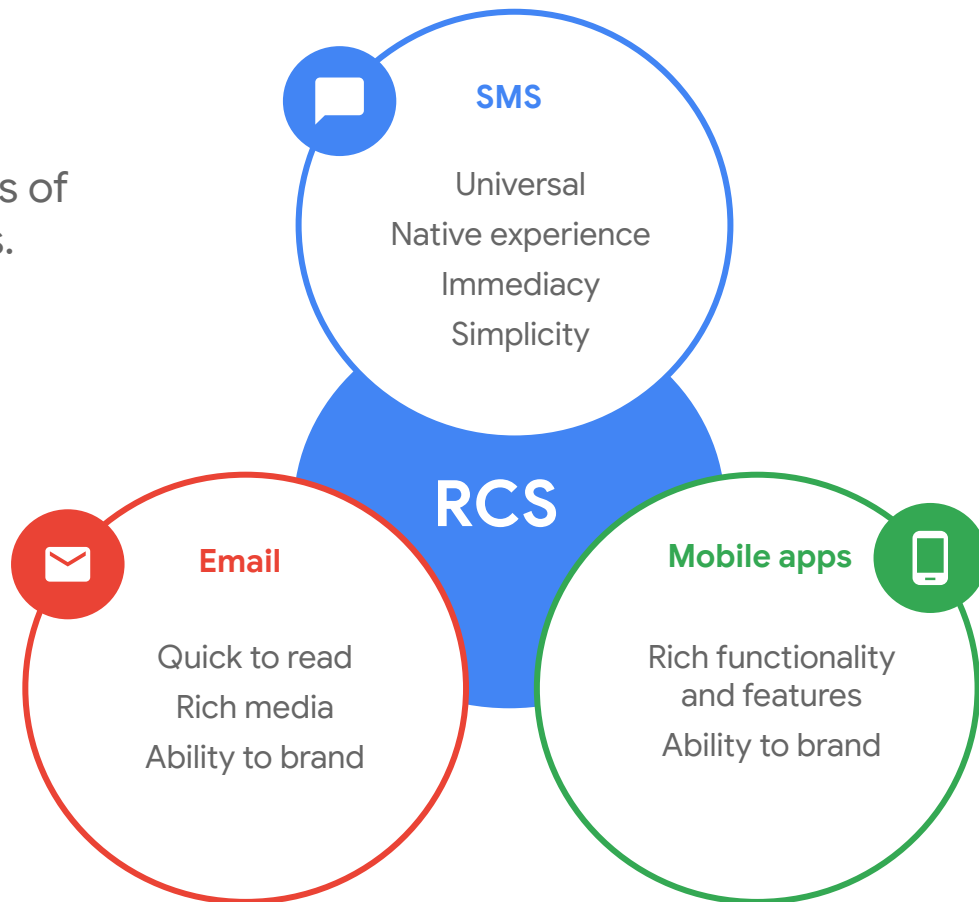 s of
s.
SMS
Universal
Native experience
Immediacy
Simplicity
RCS
Email
Quick to read
Rich media
Ability to brand
Mobile apps
Rich functionality
and features
Ability to brand